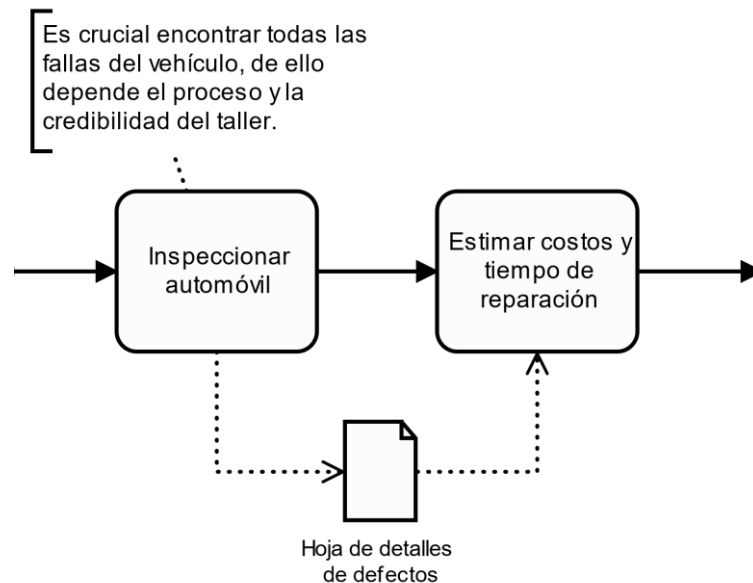 Es crucial encontrar todas las
fallas del vehículo, de ello
depende el proceso y la
credibilidad del taller.
Inspeccionar
automóvil
Estimar costos y
tiempo de
reparación
Hoja de detalles
de defectos